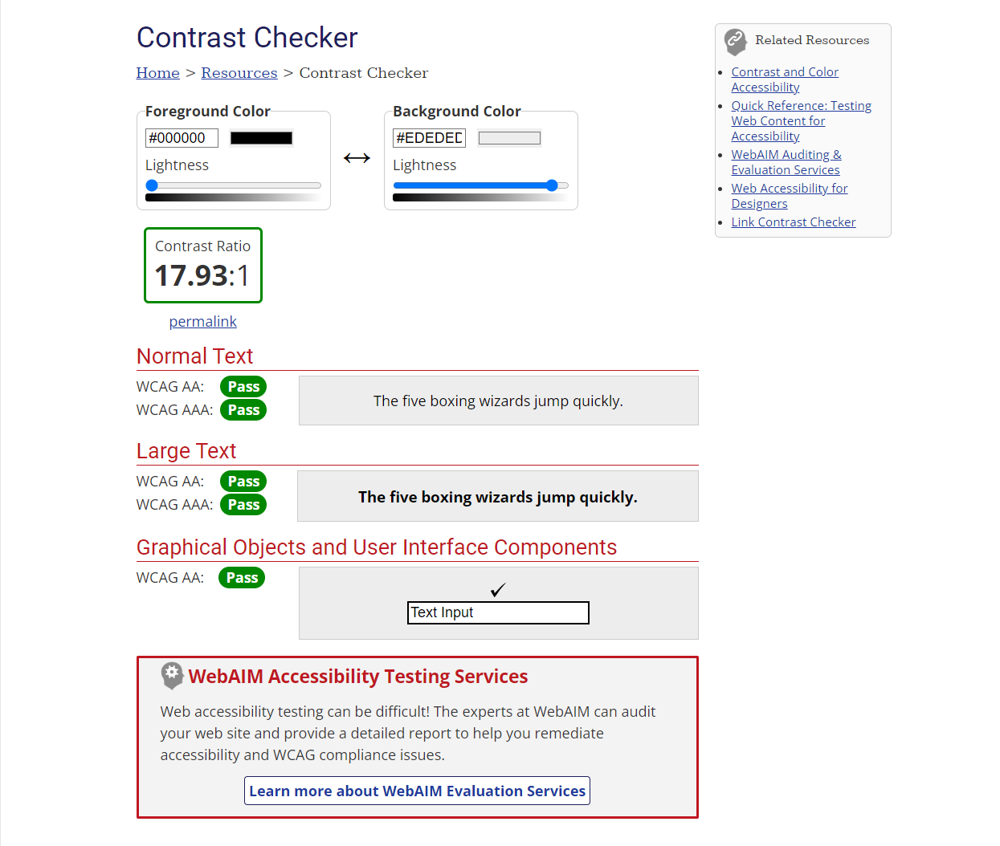 Contrast Checker
Home > Resources > Contrast Checker
Foreground Color
#000000
Lightness
Background Color
#EDEDED
Lightness
Contrast Ratio
17.93:1
permalink
Normal Text
WCAG AA: Pass
WCAG AAA: Pass
The five boxing wizards jump quickly.
Large Text
WCAG AA: Pass
WCAG AAA: Pass
The five boxing wizards jump quickly.
Graphical Objects and User Interface Components
WCAG AA: Pass
✓
Text Input
WebAIM Accessibility Testing Services
Web accessibility testing can be difficult! The experts at WebAIM can audit
your web site and provide a detailed report to help you remediate
accessibility and WCAG compliance issues.
Learn more about WebAIM Evaluation Services
Related Resources
Contrast and Color
Accessibility
Quick Reference: Testing
Web Content for
Accessibility
WebAIM Auditing &
Evaluation Services
Web Accessibility for
Designers
Link Contrast Checker